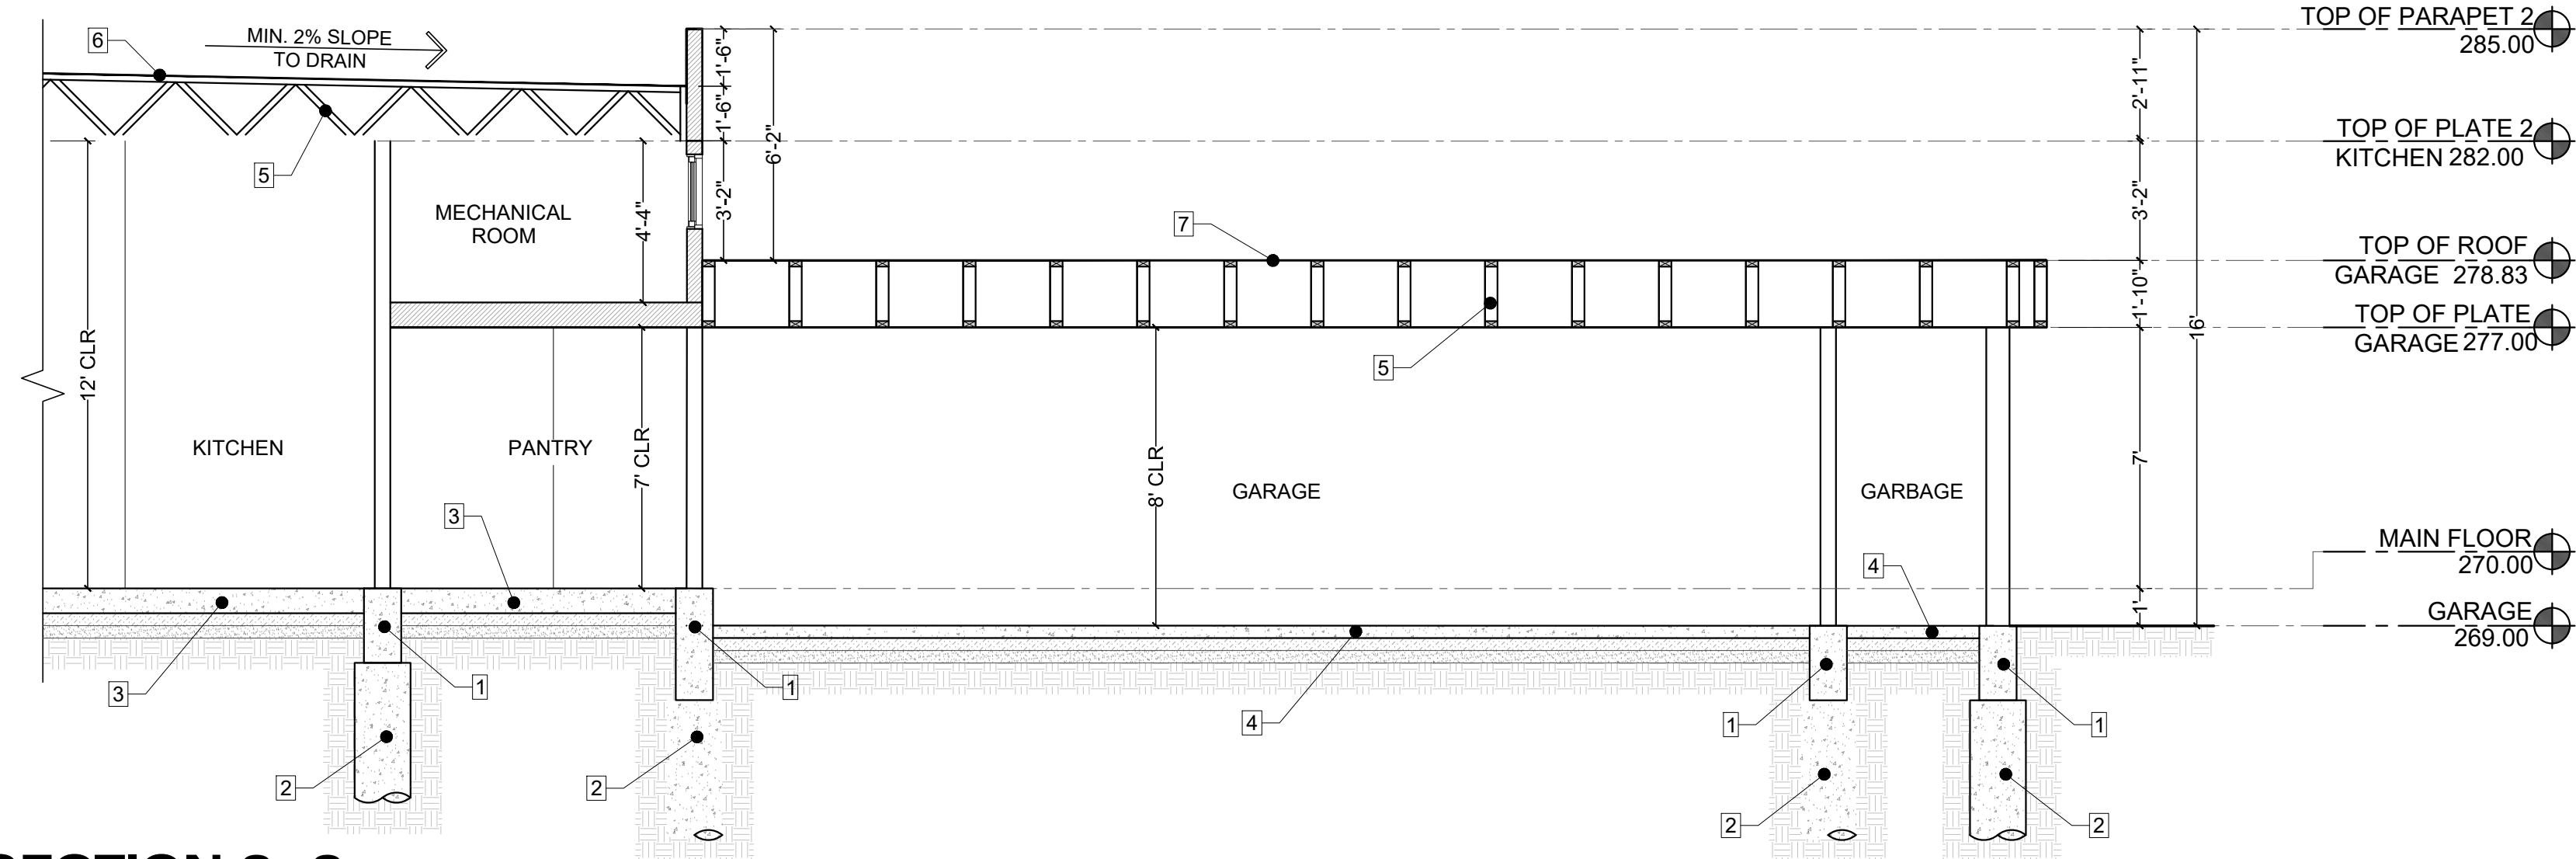 TOP OF PARAPET 2
285.00
6
MIN. 2% SLOPE
TO DRAIN
1'-6"
1'-6"
6'-2"
2'-11"
TOP OF PLATE 2
KITCHEN 282.00
5
MECHANICAL
ROOM
4'-4"
3'-2"
3'-2"
7
TOP OF ROOF
GARAGE 278.83
1'-10"
16'
TOP OF PLATE
GARAGE 277.00
12' CLR
5
KITCHEN
PANTRY
7' CLR
8' CLR
GARAGE
GARBAGE
7'
3
MAIN FLOOR
270.00
4
1'
GARAGE
269.00
3
1
1
4
1
1
2
2
2
2